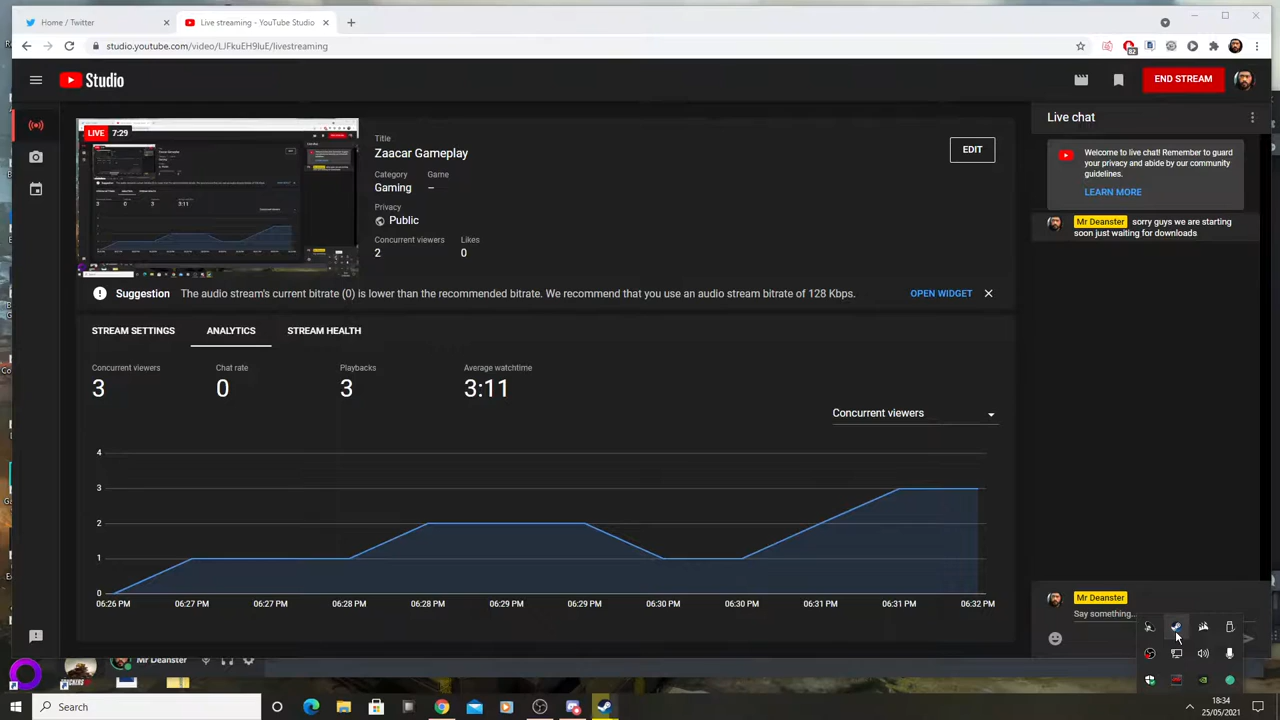 Home / Twitter
Live streaming - YouTube Studio
studio.youtube.com/video/LJFkuEH9luE/livestreaming
Studio
END STREAM
LIVE 7:29
Title
Zaacar Gameplay
Category Game
Gaming –
Privacy
Public
Concurrent viewers Likes
2 0
EDIT
Live chat
Welcome to live chat! Remember to guard
your privacy and abide by our community
guidelines.
LEARN MORE
Mr Deanster sorry guys we are starting
soon just waiting for downloads
Suggestion The audio stream's current bitrate (0) is lower than the recommended bitrate. We recommend that you use an audio stream bitrate of 128 Kbps.
OPEN WIDGET
STREAM SETTINGS ANALYTICS STREAM HEALTH
Concurrent viewers Chat rate Playbacks Average watchtime
3 0 3 3:11
Concurrent viewers
4
3
2
1
0
06:26 PM 06:27 PM 06:27 PM 06:28 PM 06:28 PM 06:29 PM 06:29 PM 06:30 PM 06:30 PM 06:31 PM 06:31 PM 06:32 PM
Mr Deanster
Say something...
Mr Deanster
Search
18:34
25/05/2021